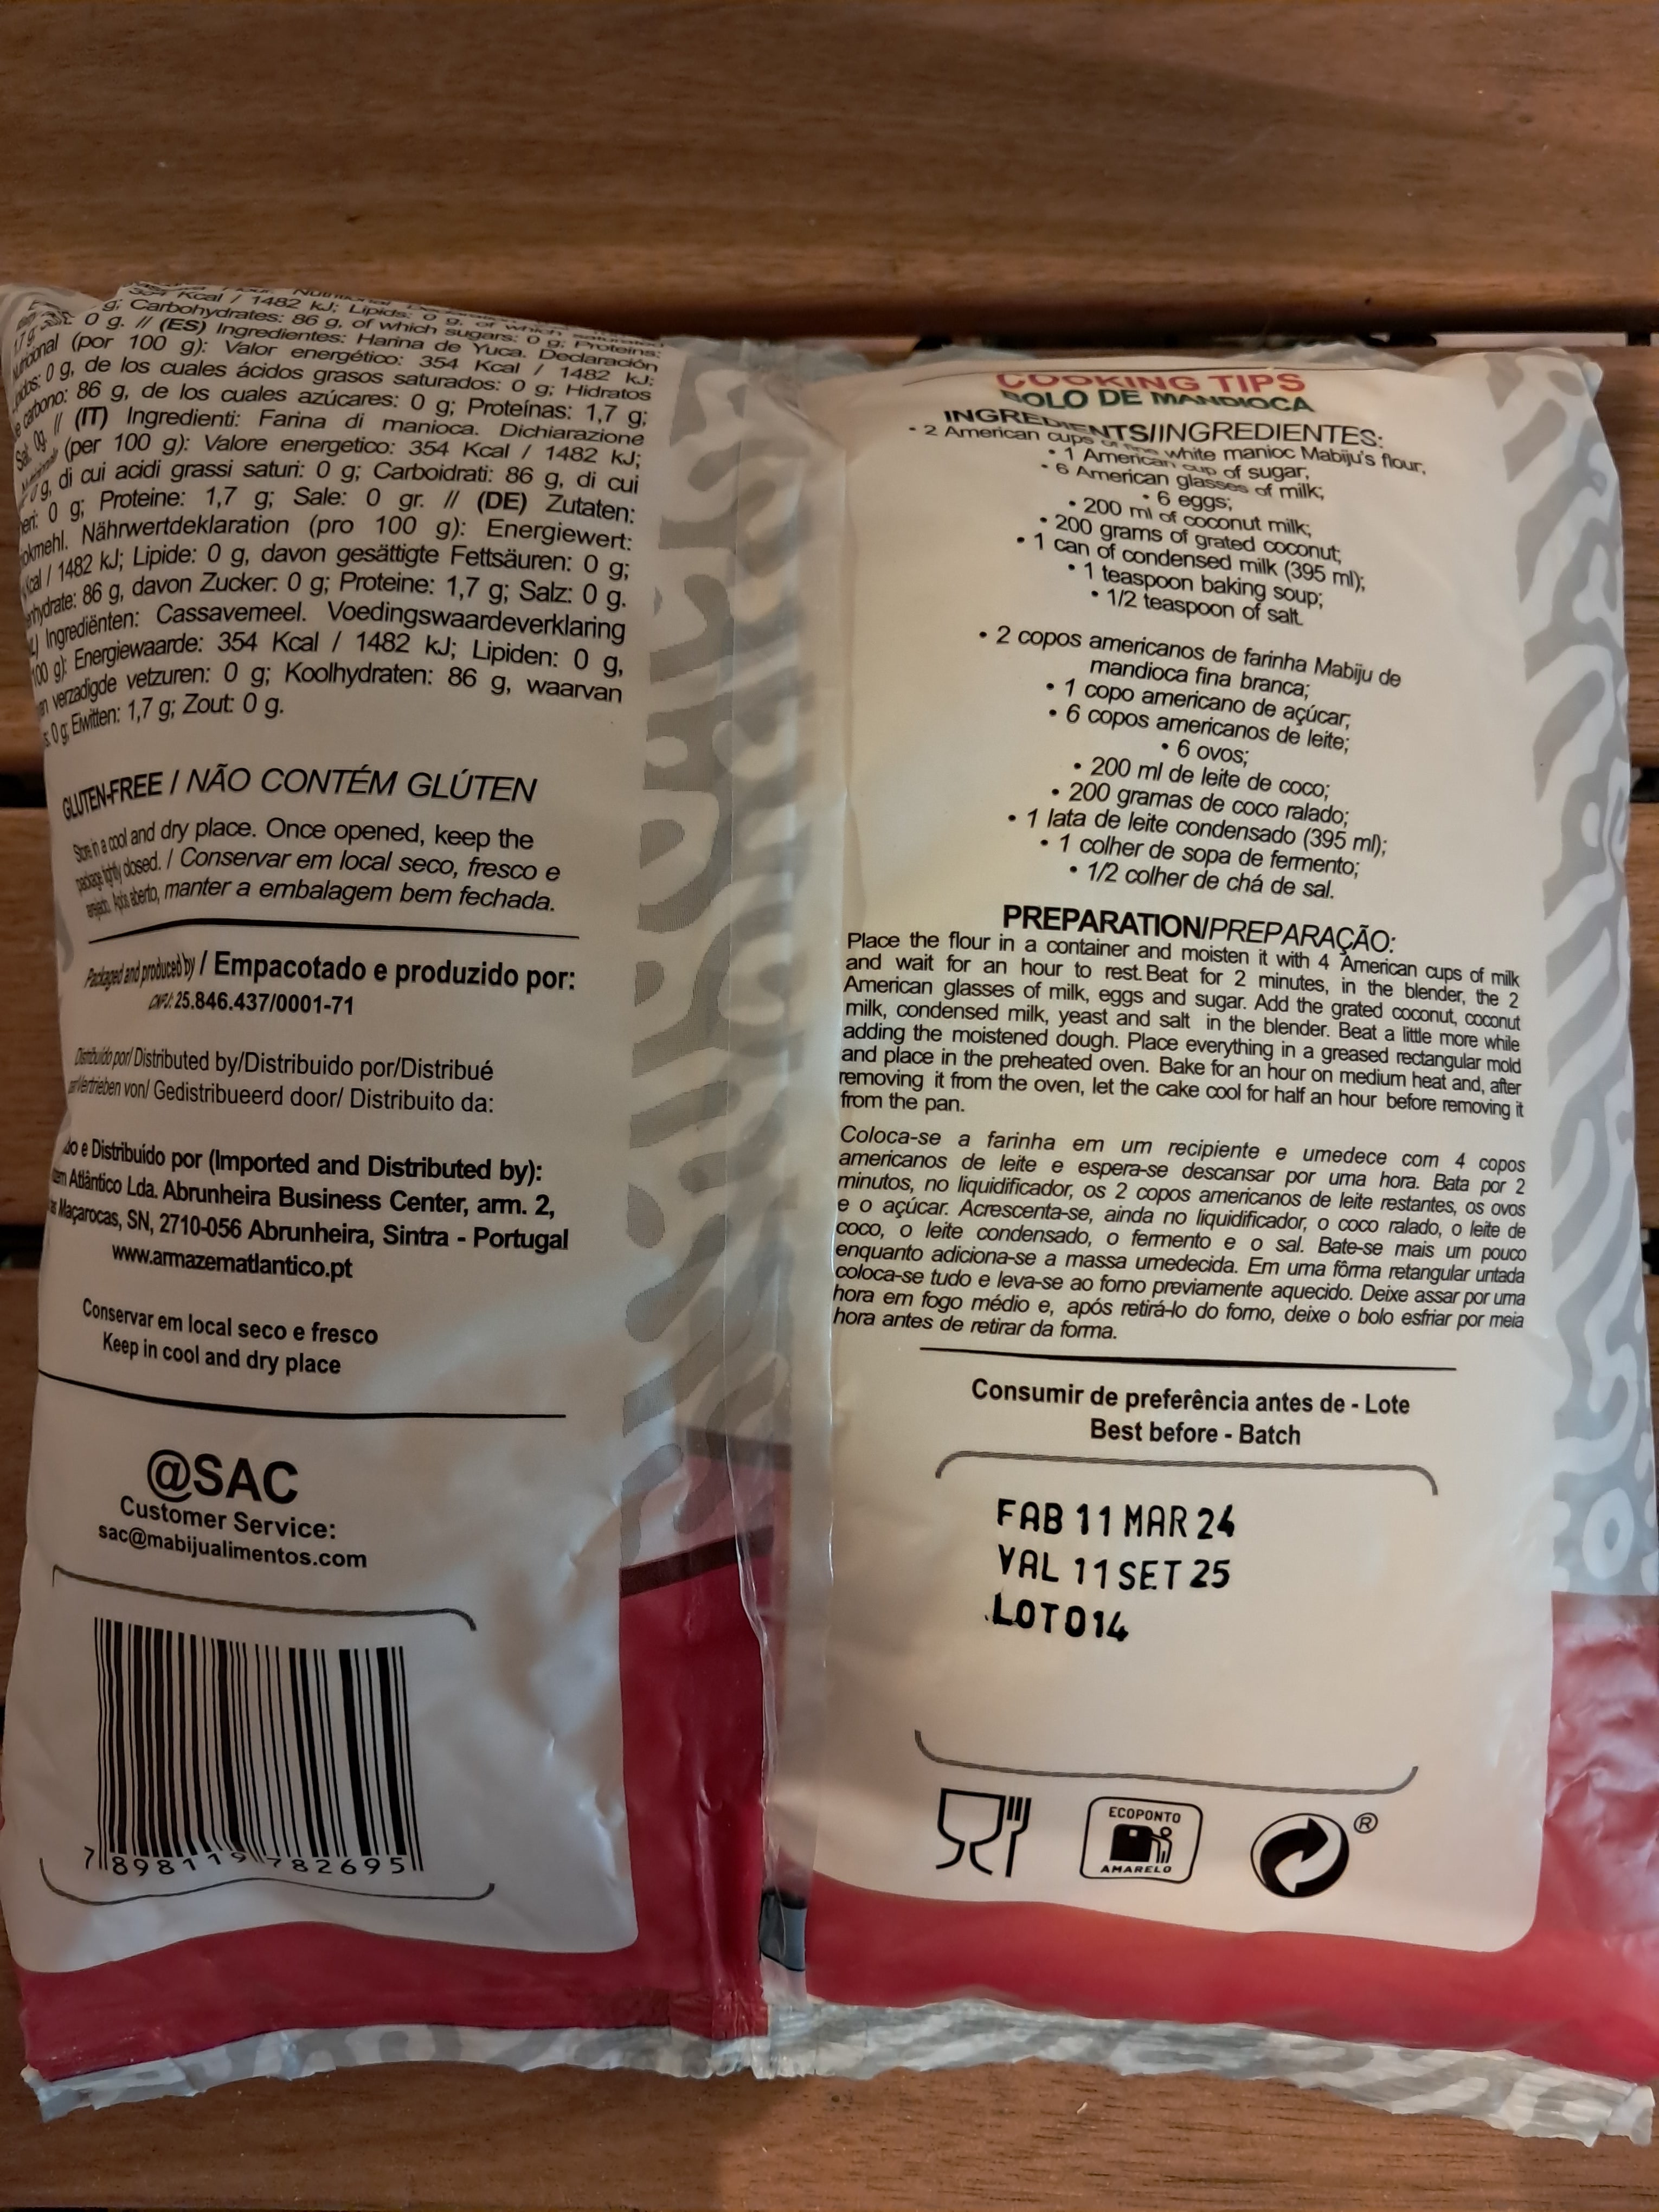 354 Kcal / 1482 kJ; Lipids: 0 g, of which saturated
g; Carbohydrates: 86 g, of which sugars: 0 g; Proteins:
0 g. // (ES) Ingredientes: Harina de Yuca. Declaración
(por 100 g): Valor energético: 354 Kcal / 1482 kJ;
0 g, de los cuales ácidos grasos saturados: 0 g; Hidratos
carbono: 86 g, de los cuales azúcares: 0 g; Proteínas: 1,7 g;
Sal: 0g. // (IT) Ingredienti: Farina di manioca. Dichiarazione
(per 100 g): Valore energetico: 354 Kcal / 1482 kJ;
0 g, di cui acidi grassi saturi: 0 g; Carboidrati: 86 g, di cui
0 g; Proteine: 1,7 g; Sale: 0 gr. // (DE) Zutaten:
Nährwertdeklaration (pro 100 g): Energiewert:
/ 1482 kJ; Lipide: 0 g, davon gesättigte Fettsäuren: 0 g;
86 g, davon Zucker: 0 g; Proteine: 1,7 g; Salz: 0 g.
Ingrediënten: Cassavemeel. Voedingswaardeverklaring
100 g): Energiewaarde: 354 Kcal / 1482 kJ; Lipiden: 0 g,
verzadigde vetzuren: 0 g; Koolhydraten: 86 g, waarvan
0 g; Eiwitten: 1,7 g; Zout: 0 g.
GLUTEN-FREE / NÃO CONTÉM GLÚTEN
Store in a cool and dry place. Once opened, keep the
package tightly closed. / Conservar em local seco, fresco e
arejado. Após aberto, manter a embalagem bem fechada.
Packaged and produced by / Empacotado e produzido por:
CNPJ: 25.846.437/0001-71
Distribuído por/ Distributed by/Distribuido por/Distribué
par/Vertrieben von/ Gedistribueerd door/ Distribuito da:
e Distribuído por (Imported and Distributed by):
Atlântico Lda. Abrunheira Business Center, arm. 2,
Maçarocas, SN, 2710-056 Abrunheira, Sintra - Portugal
www.armazematlantico.pt
Conservar em local seco e fresco
Keep in cool and dry place
@SAC
Customer Service:
sac@mabijualimentos.com
7 898119 782695
COOKING TIPS
BOLO DE MANDIOCA
INGREDIENTS/INGREDIENTES:
• 2 American cups of fine white manioc Mabiju's flour;
• 1 American cup of sugar;
• 6 American glasses of milk;
• 6 eggs;
• 200 ml of coconut milk;
• 200 grams of grated coconut;
• 1 can of condensed milk (395 ml);
• 1 teaspoon baking soup;
• 1/2 teaspoon of salt.
• 2 copos americanos de farinha Mabiju de
mandioca fina branca;
• 1 copo americano de açúcar;
• 6 copos americanos de leite;
• 6 ovos;
• 200 ml de leite de coco;
• 200 gramas de coco ralado;
• 1 lata de leite condensado (395 ml);
• 1 colher de sopa de fermento;
• 1/2 colher de chá de sal.
PREPARATION/PREPARAÇÃO:
Place the flour in a container and moisten it with 4 American cups of milk
and wait for an hour to rest. Beat for 2 minutes, in the blender, the 2
American glasses of milk, eggs and sugar. Add the grated coconut, coconut
milk, condensed milk, yeast and salt in the blender. Beat a little more while
adding the moistened dough. Place everything in a greased rectangular mold
and place in the preheated oven. Bake for an hour on medium heat and, after
removing it from the oven, let the cake cool for half an hour before removing it
from the pan.
Coloca-se a farinha em um recipiente e umedece com 4 copos
americanos de leite e espera-se descansar por uma hora. Bata por 2
minutos, no liquidificador, os 2 copos americanos de leite restantes, os ovos
e o açúcar. Acrescenta-se, ainda no liquidificador, o coco ralado, o leite de
coco, o leite condensado, o fermento e o sal. Bate-se mais um pouco
enquanto adiciona-se a massa umedecida. Em uma fôrma retangular untada
coloca-se tudo e leva-se ao forno previamente aquecido. Deixe assar por uma
hora em fogo médio e, após retirá-lo do forno, deixe o bolo esfriar por meia
hora antes de retirar da forma.
Consumir de preferência antes de - Lote
Best before - Batch
FAB 11 MAR 24
VAL 11 SET 25
LOT014
ECOPONTO
AMARELO
®